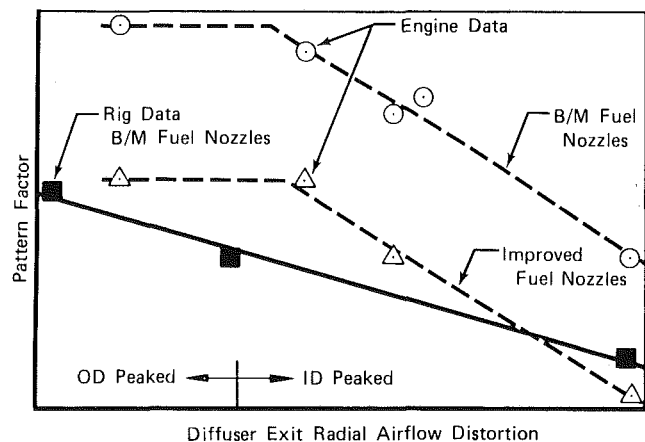 Engine Data
Rig Data
B/M Fuel Nozzles
B/M Fuel
Nozzles
Improved
Fuel Nozzles
Pattern Factor
OD Peaked
ID Peaked
Diffuser Exit Radial Airflow Distortion